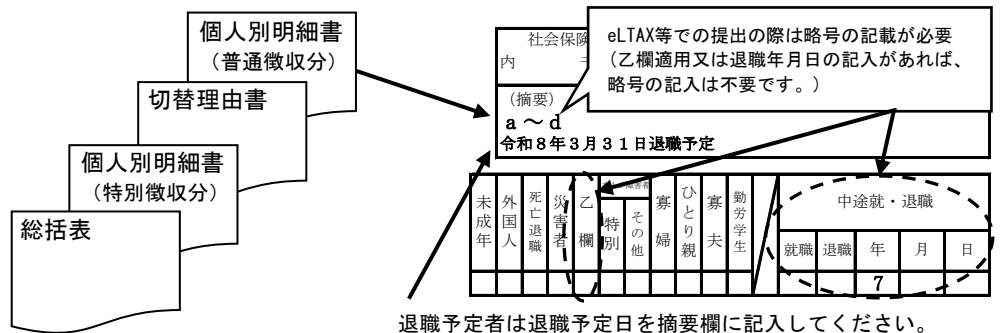 個人別明細書
（普通徴収分）
切替理由書
個人別明細書
（特別徴収分）
総括表
社会保険
内
eLTAX等での提出の際は略号の記載が必要
（乙欄適用又は退職年月日の記入があれば、
略号の記入は不要です。）
（摘要）
a～d
令和8年3月31日退職予定
未成年
外国人
死亡退職
災害者
乙欄
特別
その他
寡婦
ひとり親
寡夫
勤労学生
中途就・退職
就職 退職 年 月 日
7
退職予定者は退職予定日を摘要欄に記入してください。